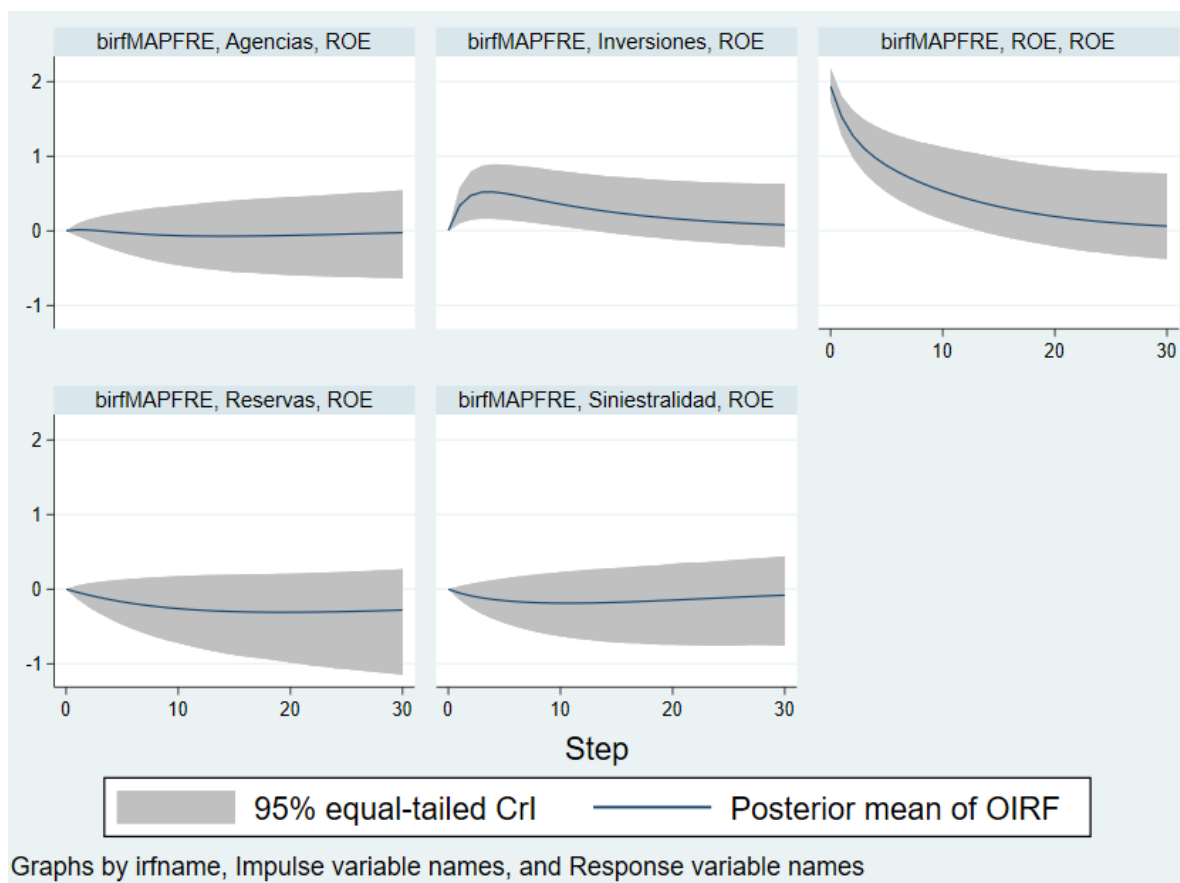 birfMAPFRE, Agencias, ROE
birfMAPFRE, Inversiones, ROE
birfMAPFRE, ROE, ROE
2
1
0
-1
0 10 20 30
birfMAPFRE, Reservas, ROE
birfMAPFRE, Siniestralidad, ROE
2
1
0
-1
0 10 20 30
0 10 20 30
Step
95% equal-tailed CrI
Posterior mean of OIRF
Graphs by irfname, Impulse variable names, and Response variable names